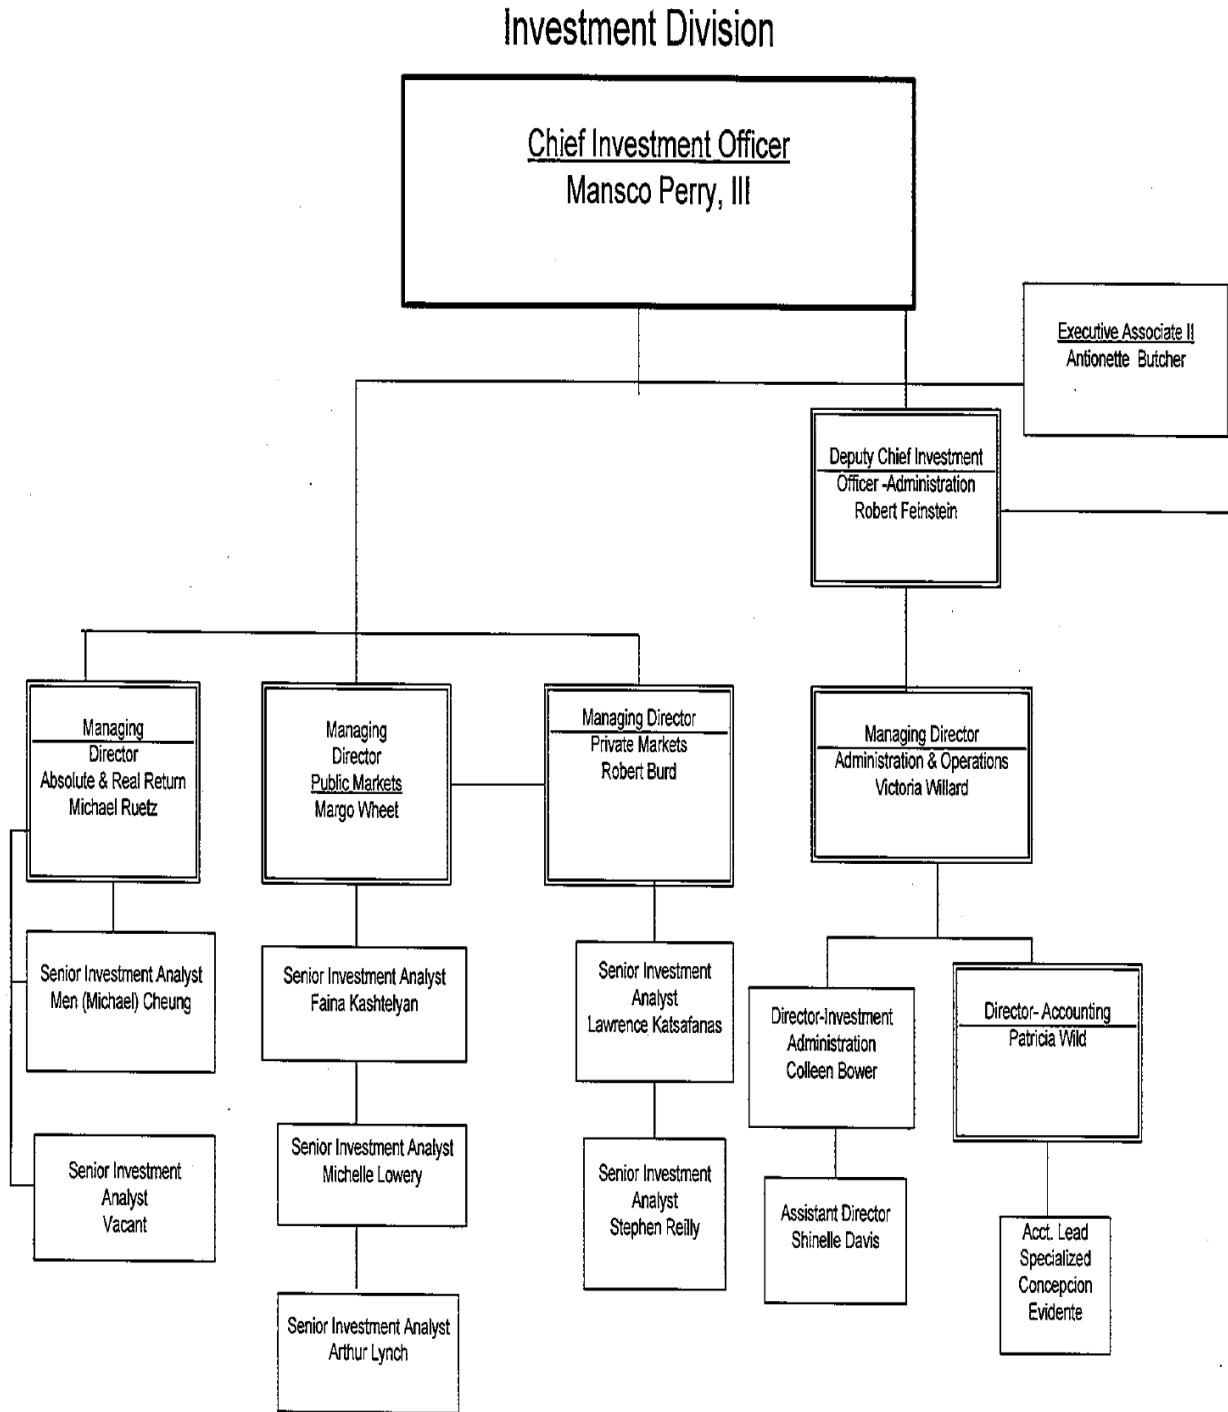 Investment Division
Chief Investment Officer
Mansco Perry, III
Executive Associate II
Antionette Butcher
Deputy Chief Investment
Officer -Administration
Robert Feinstein
Managing
Director
Absolute & Real Return
Michael Ruetz
Managing
Director
Public Markets
Margo Wheet
Managing Director
Private Markets
Robert Burd
Managing Director
Administration & Operations
Victoria Willard
Senior Investment Analyst
Men (Michael) Cheung
Senior Investment Analyst
Faina Kashtelyan
Senior Investment
Analyst
Lawrence Katsafanas
Director-Investment
Administration
Colleen Bower
Director- Accounting
Patricia Wild
Senior Investment
Analyst
Vacant
Senior Investment Analyst
Michelle Lowery
Senior Investment
Analyst
Stephen Reilly
Assistant Director
Shinelle Davis
Acct. Lead
Specialized
Concepcion
Evidente
Senior Investment Analyst
Arthur Lynch